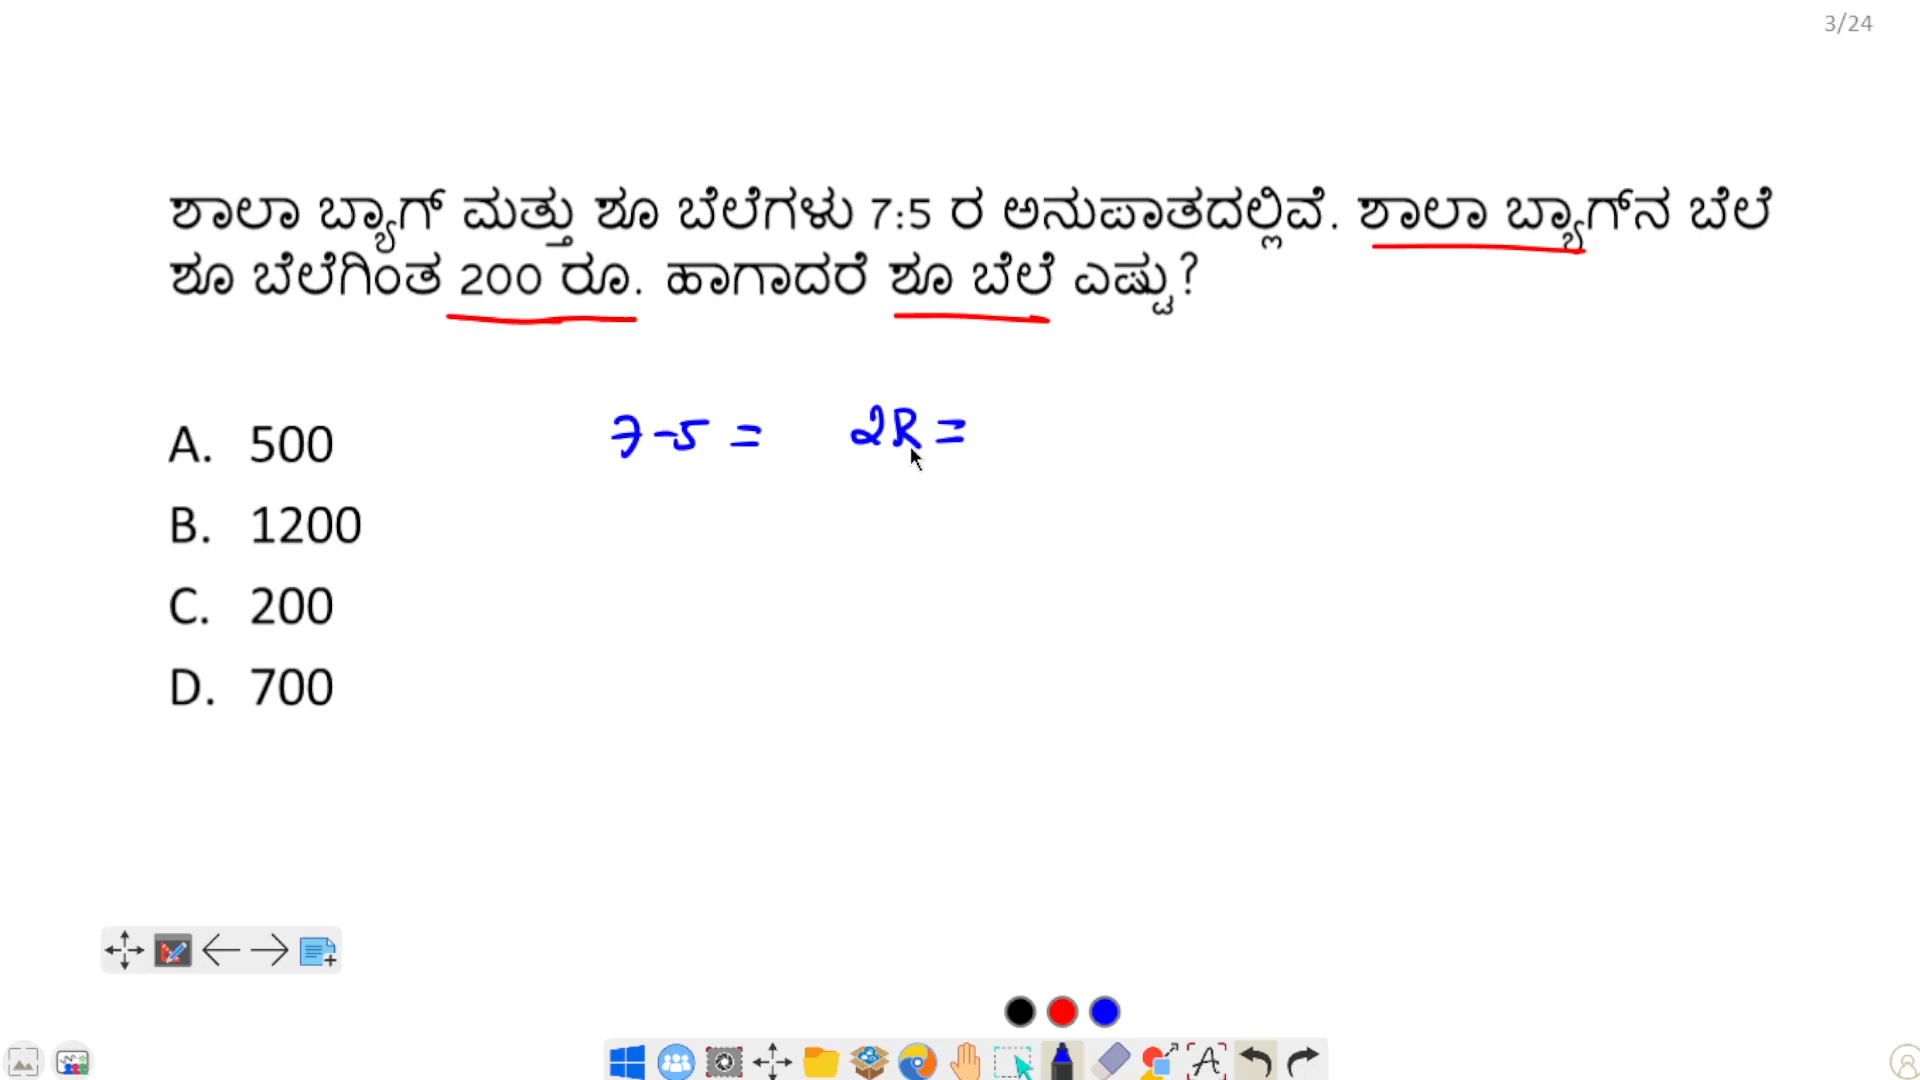 3/24
ಶಾಲಾ ಬ್ಯಾಗ್ ಮತ್ತು ಶೂ ಬೆಲೆಗಳು 7:5 ರ ಅನುಪಾತದಲ್ಲಿವೆ. ಶಾಲಾ ಬ್ಯಾಗ್‌ನ ಬೆಲೆ
ಶೂ ಬೆಲೆಗಿಂತ 200 ರೂ. ಹಾಗಾದರೆ ಶೂ ಬೆಲೆ ಎಷ್ಟು?
A. 500
7-5 = 2R =
B. 1200
C. 200
D. 700